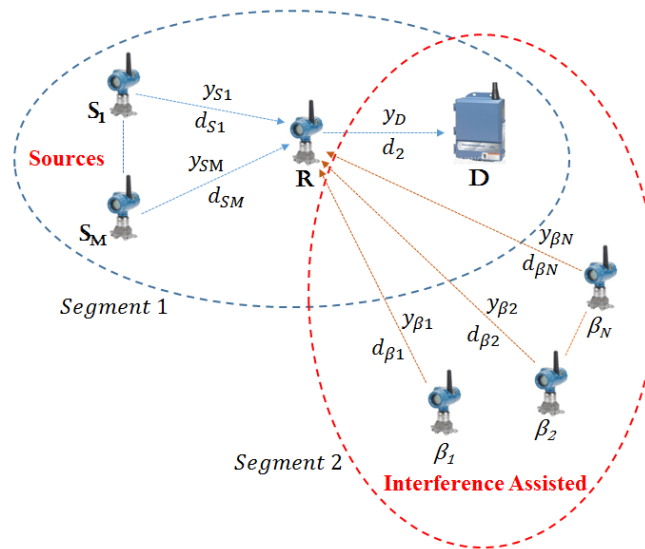 S1
Sources
SM
yS1
dS1
ySM
dSM
R
yD
d2
D
Segment 1
yβN
dβN
βN
yβ1
dβ1
yβ2
dβ2
β1
β2
Segment 2
Interference Assisted